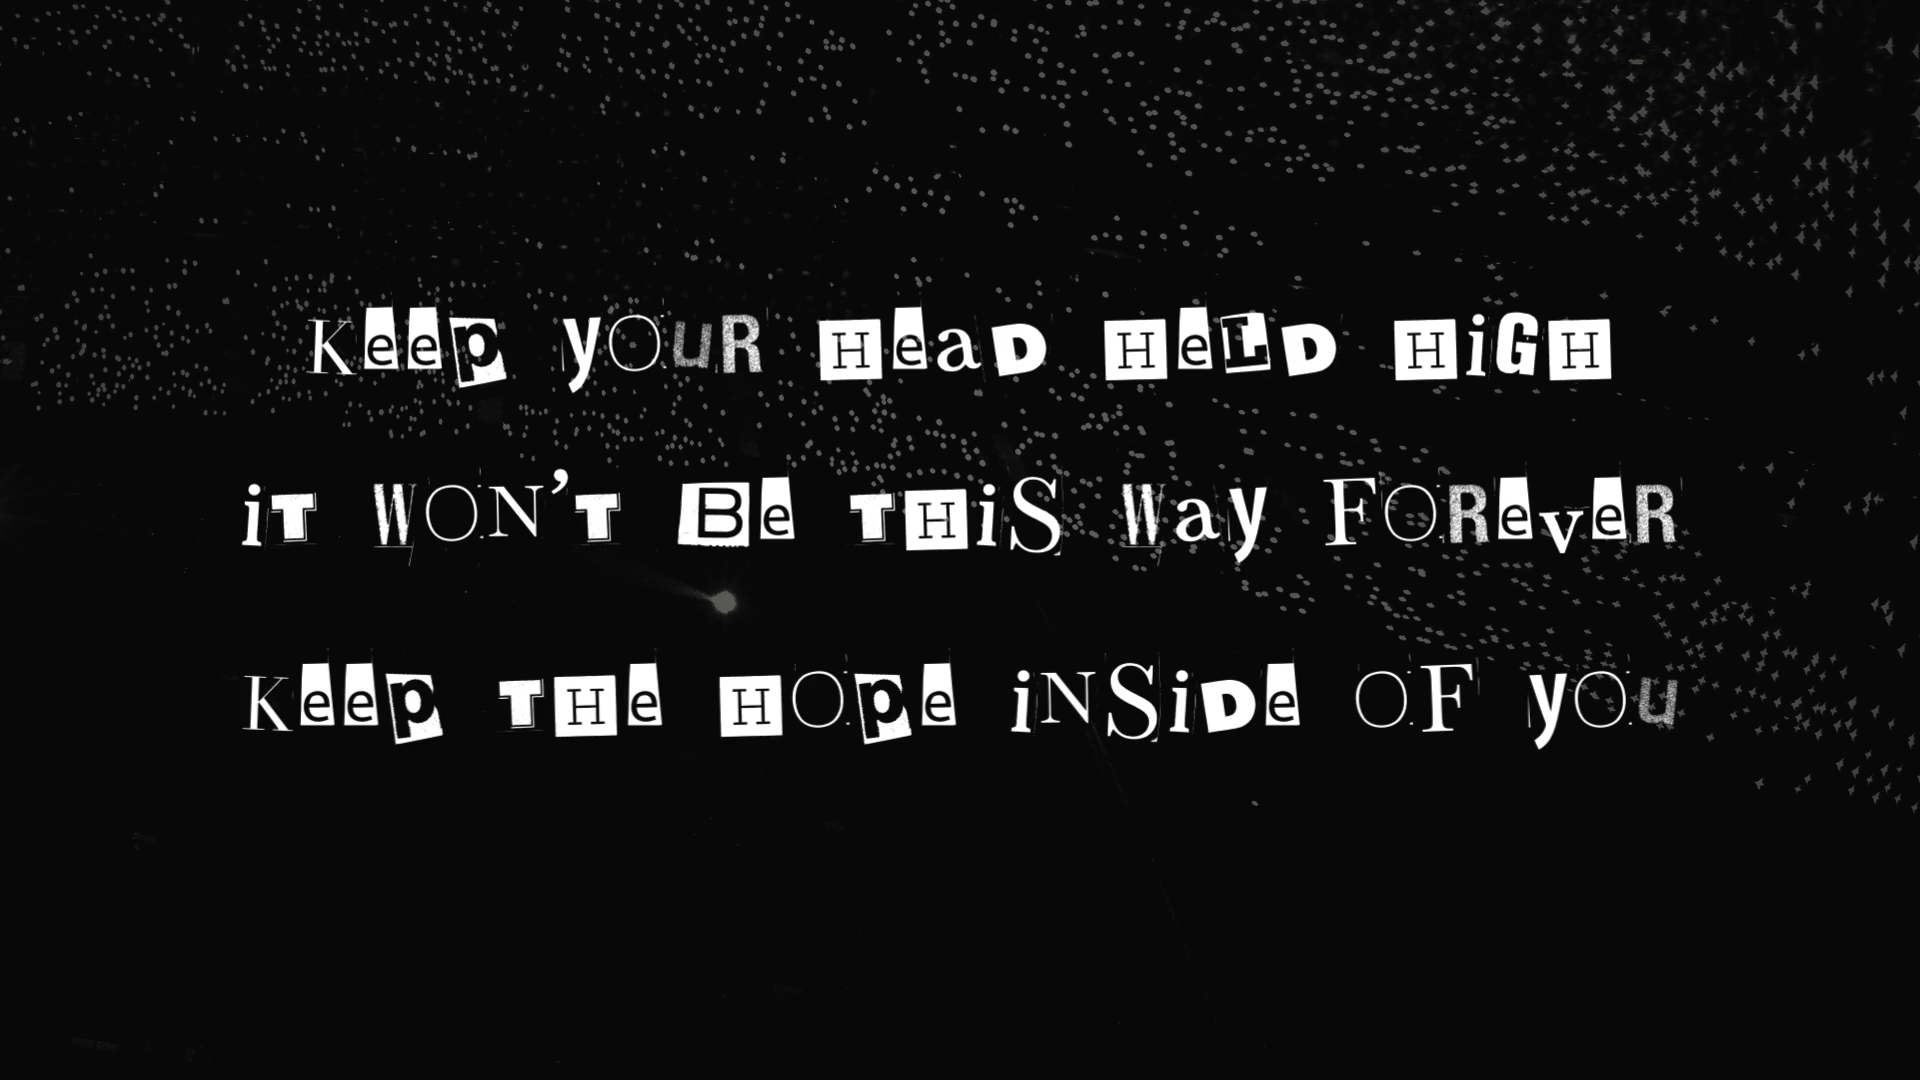 Keep yOuR HeaD HeLD HiGH
iT WON'T Be THiS Way FOReveR
Keep THe HOpe iNSiDe OF yOu